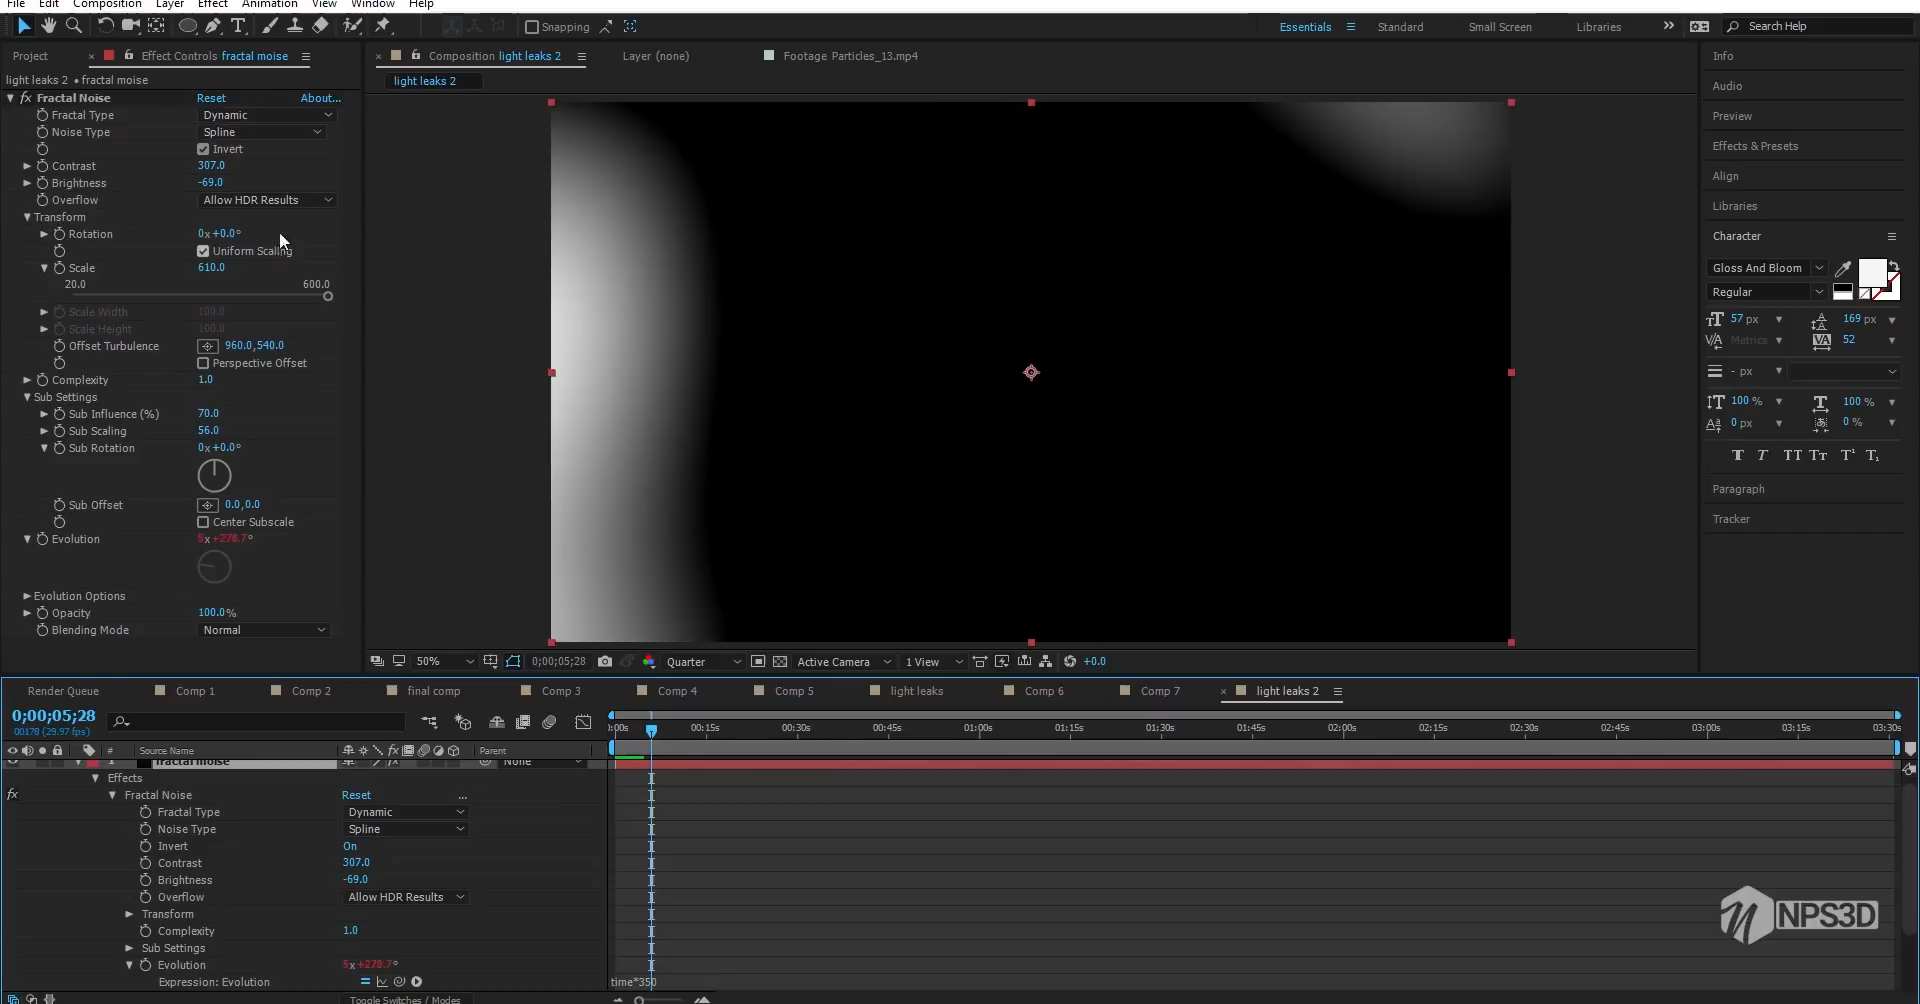 File Edit Composition Layer Effect Animation View Window Help
Snapping
Essentials Standard Small Screen Libraries Search Help
Project Effect Controls fractal moise
Composition light leaks 2 Layer (none) Footage Particles_13.mp4
light leaks 2 • fractal moise
light leaks 2
fx Fractal Noise Reset About...
Fractal Type Dynamic
Noise Type Spline
Invert
Contrast 307.0
Brightness -69.0
Overflow Allow HDR Results
Transform
Rotation 0x+0.0°
Uniform Scaling
Scale 610.0
20.0 600.0
Scale Width 100.0
Scale Height 100.0
Offset Turbulence 960.0,540.0
Perspective Offset
Complexity 1.0
Sub Settings
Sub Influence (%) 70.0
Sub Scaling 56.0
Sub Rotation 0x+0.0°
Sub Offset 0.0,0.0
Center Subscale
Evolution 5x+278.7°
Evolution Options
Opacity 100.0%
Blending Mode Normal
50% 0;00;05;28 Quarter Active Camera 1 View +0.0
Info
Audio
Preview
Effects & Presets
Align
Libraries
Character
Gloss And Bloom
Regular
57 px 169 px
Metrics 52
- px
100 % 100 %
0 px 0 %
Paragraph
Tracker
Render Queue Comp 1 Comp 2 final comp Comp 3 Comp 4 Comp 5 light leaks Comp 6 Comp 7 light leaks 2
0;00;05;28
00178 (29.97 fps)
:00s 00:15s 00:30s 00:45s 01:00s 01:15s 01:30s 01:45s 02:00s 02:15s 02:30s 02:45s 03:00s 03:15s 03:30s
# Source Name Parent
1 fractal moise None
Effects
fx Fractal Noise Reset ...
Fractal Type Dynamic
Noise Type Spline
Invert On
Contrast 307.0
Brightness -69.0
Overflow Allow HDR Results
Transform
Complexity 1.0
Sub Settings
Evolution 5x+278.7°
Expression: Evolution time*350
Toggle Switches / Modes
NPS3D